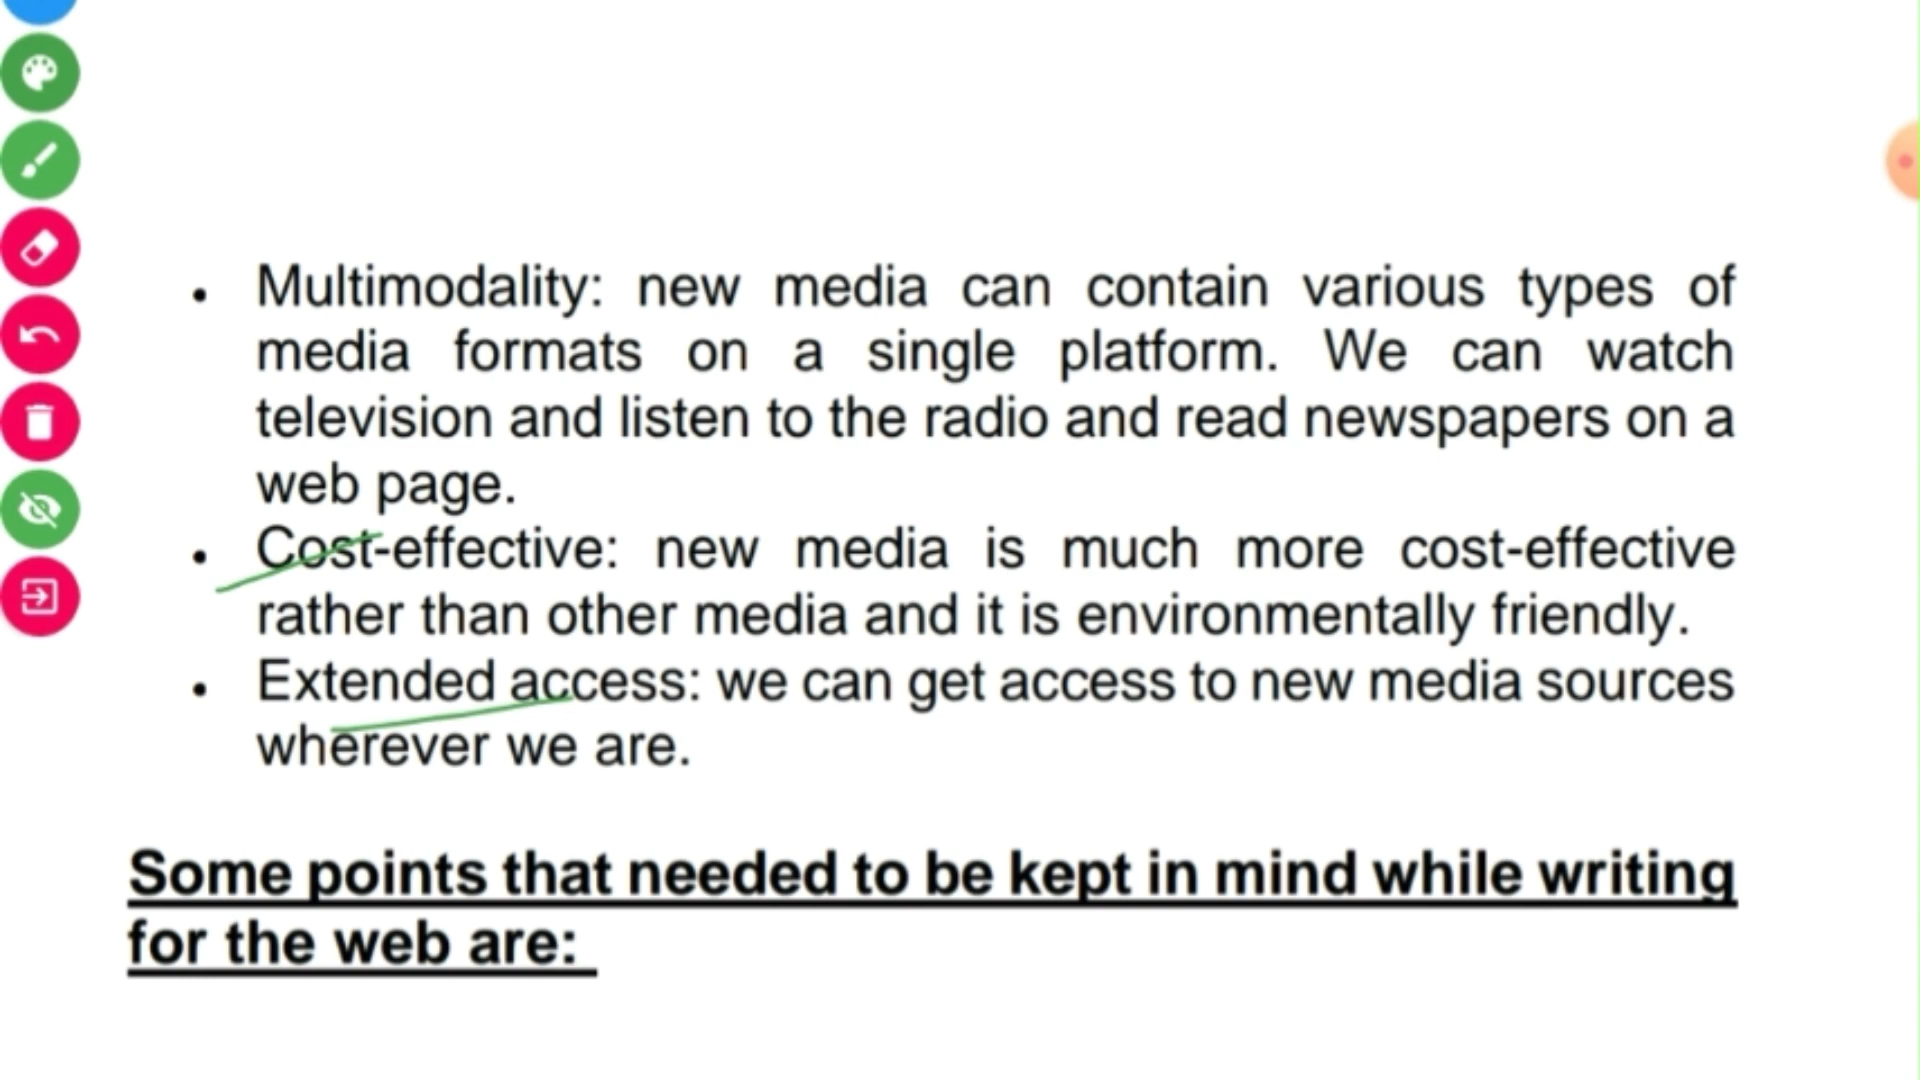 • Multimodality: new media can contain various types of
media formats on a single platform. We can watch
television and listen to the radio and read newspapers on a
web page.
• Cost-effective: new media is much more cost-effective
rather than other media and it is environmentally friendly.
• Extended access: we can get access to new media sources
wherever we are.
Some points that needed to be kept in mind while writing
for the web are: